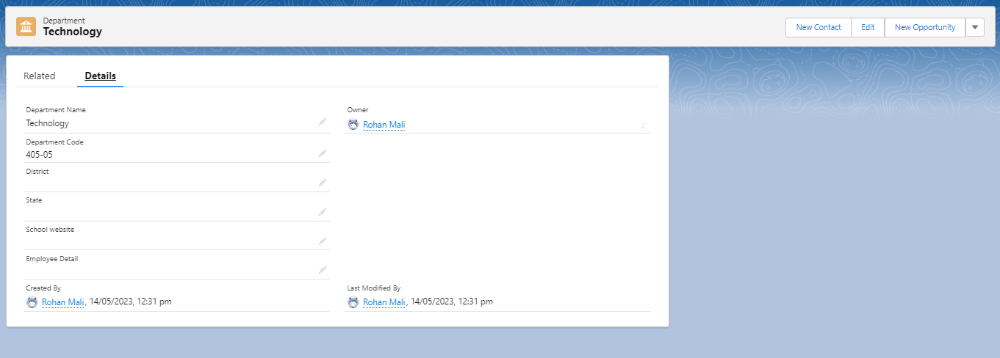 Department
Technology
New Contact
Edit
New Opportunity
Related
Details
Department Name
Technology
Owner
Rohan Mali
Department Code
405-05
District
State
School website
Employee Detail
Created By
Rohan Mali, 14/05/2023, 12:31 pm
Last Modified By
Rohan Mali, 14/05/2023, 12:31 pm